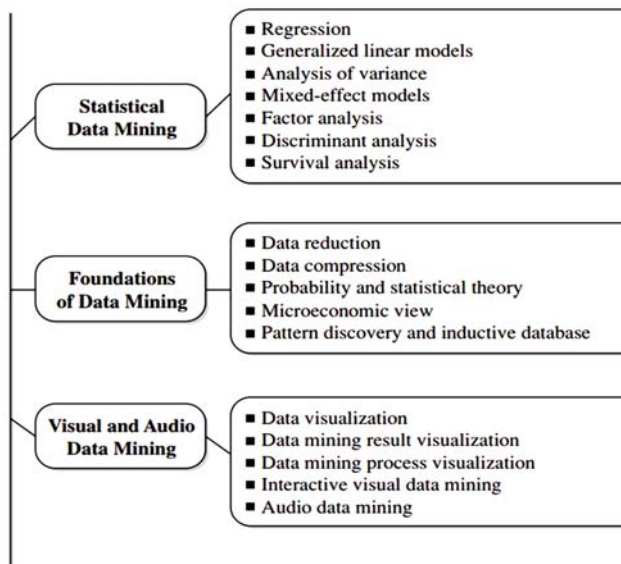 Statistical
Data Mining
■ Regression
■ Generalized linear models
■ Analysis of variance
■ Mixed-effect models
■ Factor analysis
■ Discriminant analysis
■ Survival analysis
Foundations
of Data Mining
■ Data reduction
■ Data compression
■ Probability and statistical theory
■ Microeconomic view
■ Pattern discovery and inductive database
Visual and Audio
Data Mining
■ Data visualization
■ Data mining result visualization
■ Data mining process visualization
■ Interactive visual data mining
■ Audio data mining